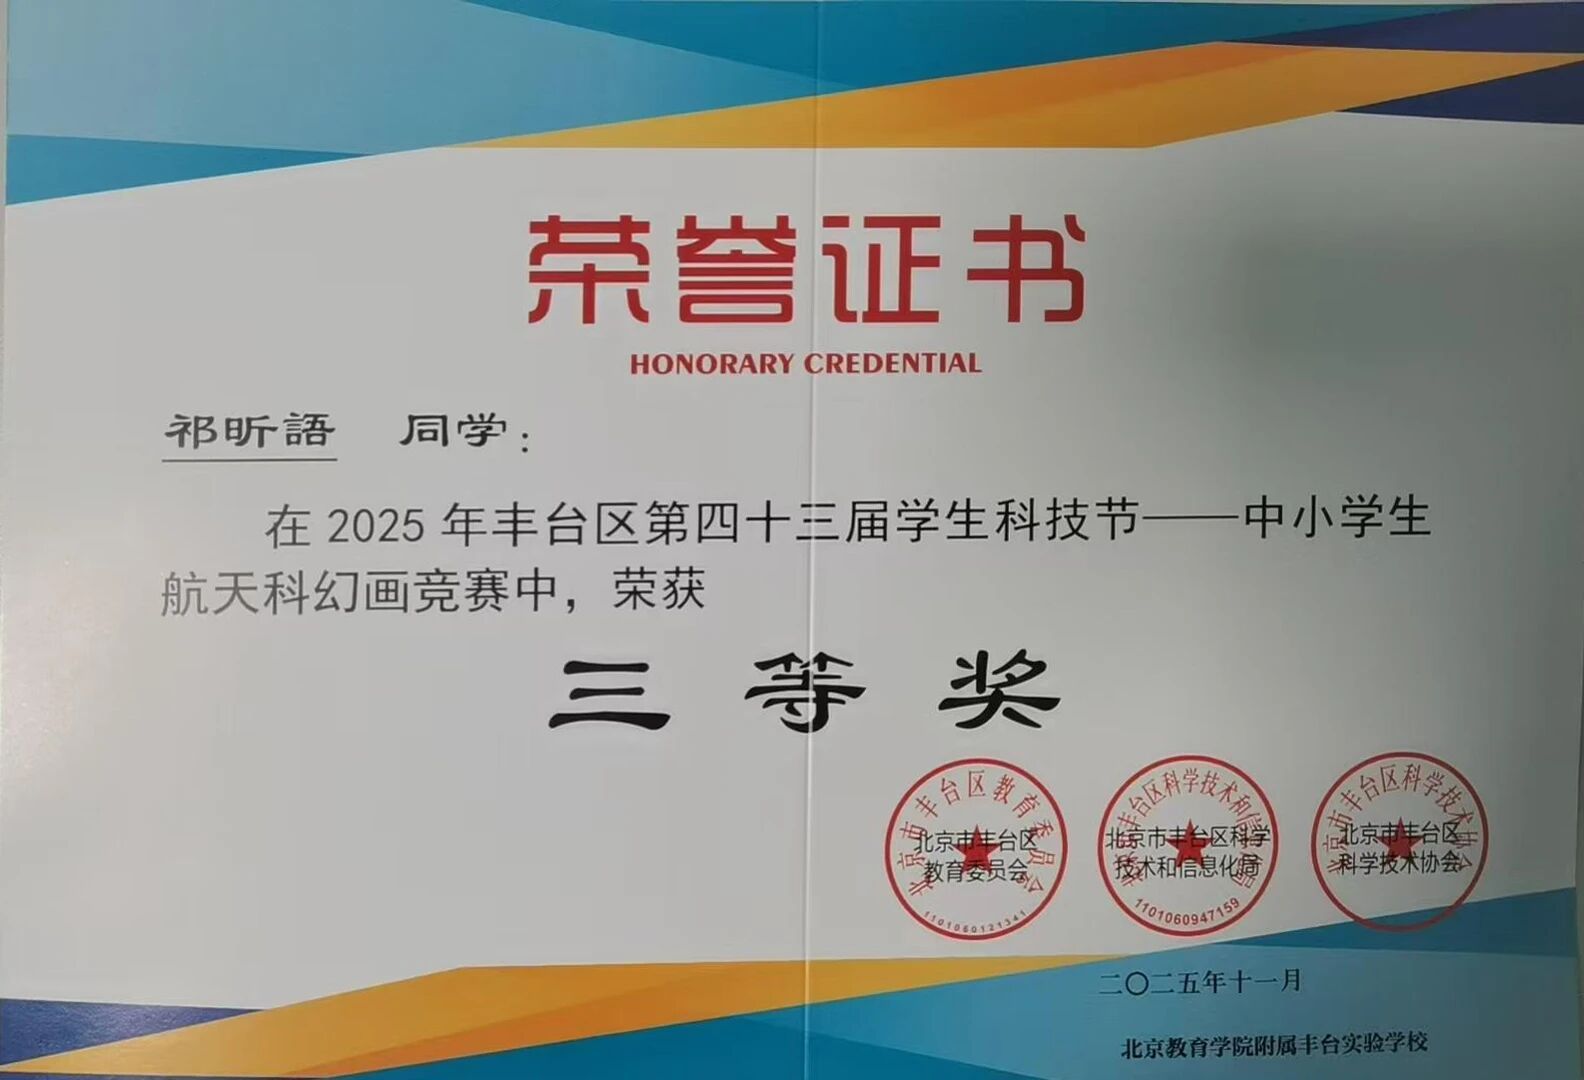 荣誉证书
HONORARY CREDENTIAL
祁昕語 同学：
在 2025 年丰台区第四十三届学生科技节——中小学生
航天科幻画竞赛中，荣获
三等奖
北京市丰台区教育委员会
北京市丰台区
教育委员会
1101060121341
北京市丰台区科学技术和信息化局
北京市丰台区科学
技术和信息化局
1101060947159
北京市丰台区科学技术协会
北京市丰台区
科学技术协会
二〇二五年十一月
北京教育学院附属丰台实验学校